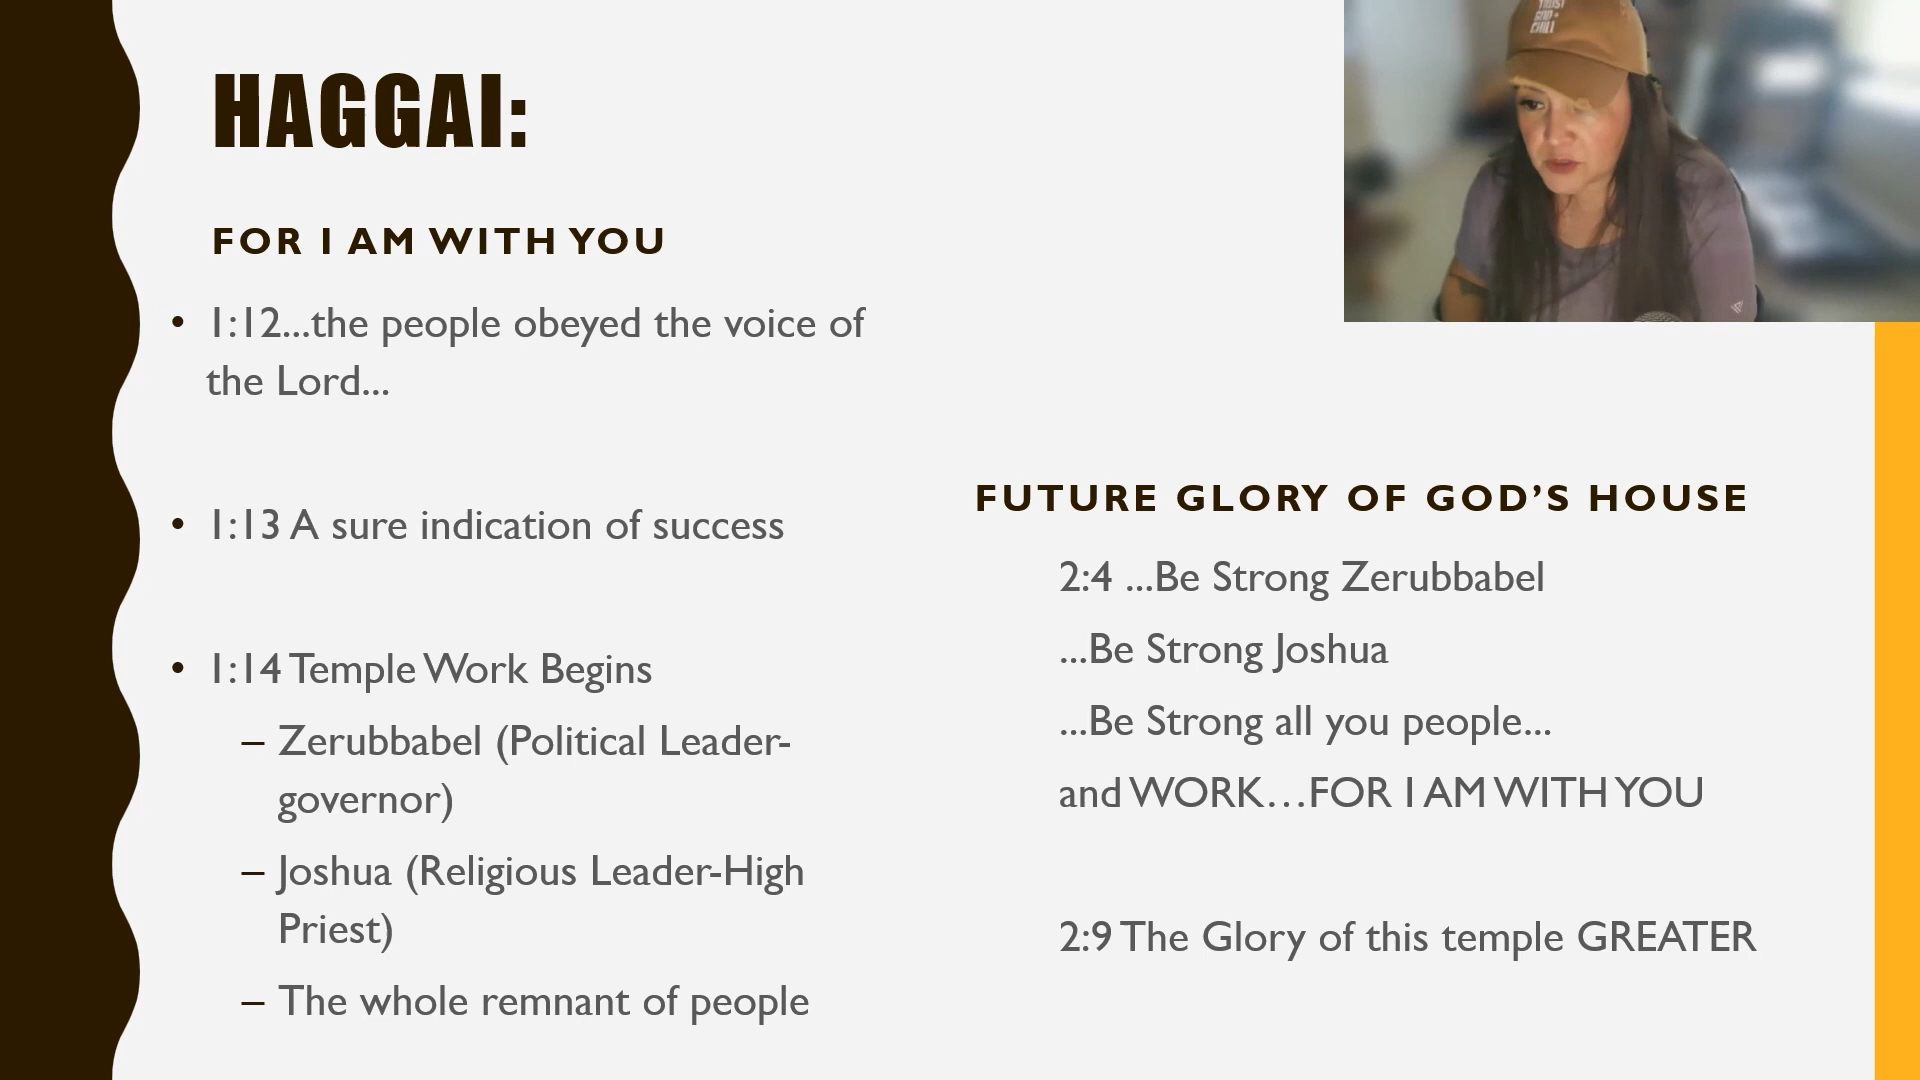 HAGGAI:
FOR I AM WITH YOU
• 1:12...the people obeyed the voice of
the Lord...
• 1:13 A sure indication of success
• 1:14 Temple Work Begins
– Zerubbabel (Political Leader-
governor)
– Joshua (Religious Leader-High
Priest)
– The whole remnant of people
TRUST
GOD+
CHILL
FUTURE GLORY OF GOD’S HOUSE
2:4 ...Be Strong Zerubbabel
...Be Strong Joshua
...Be Strong all you people...
and WORK…FOR I AM WITH YOU
2:9 The Glory of this temple GREATER